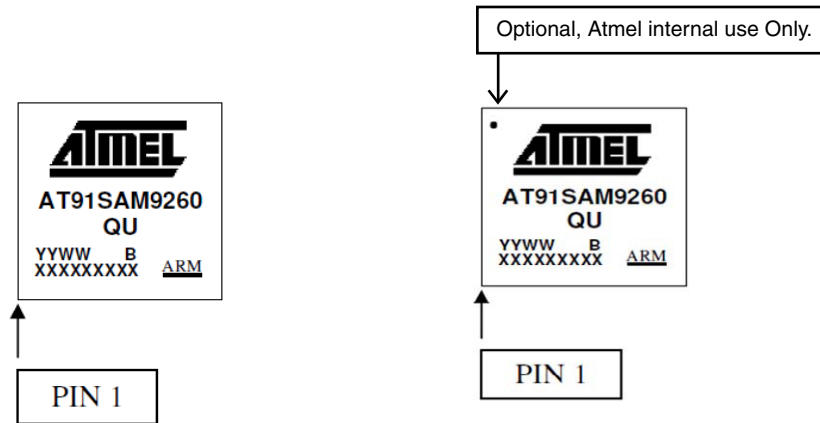 Optional, Atmel internal use Only.
ATMEL
AT91SAM9260
QU
YYWW B
XXXXXXXXX ARM
PIN 1
ATMEL
AT91SAM9260
QU
YYWW B
XXXXXXXXX ARM
PIN 1